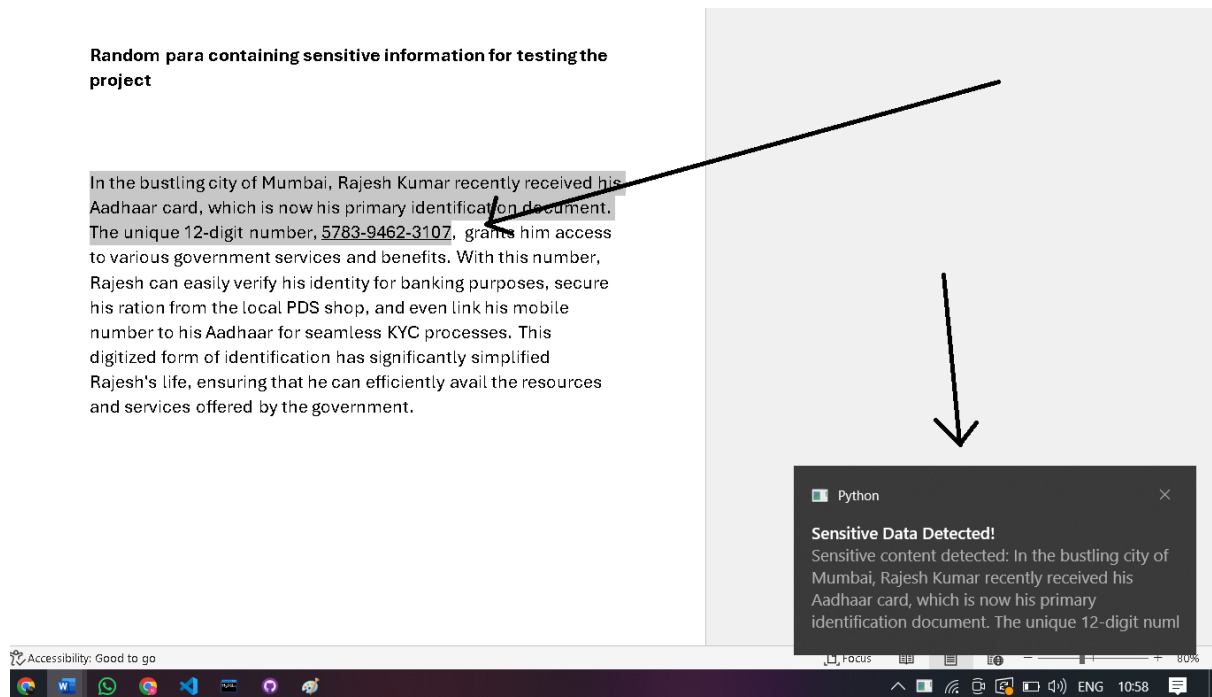 Random para containing sensitive information for testing the
project
In the bustling city of Mumbai, Rajesh Kumar recently received his
Aadhaar card, which is now his primary identification document.
The unique 12-digit number, 5783-9462-3107, grants him access
to various government services and benefits. With this number,
Rajesh can easily verify his identity for banking purposes, secure
his ration from the local PDS shop, and even link his mobile
number to his Aadhaar for seamless KYC processes. This
digitized form of identification has significantly simplified
Rajesh's life, ensuring that he can efficiently avail the resources
and services offered by the government.
Python
Sensitive Data Detected!
Sensitive content detected: In the bustling city of
Mumbai, Rajesh Kumar recently received his
Aadhaar card, which is now his primary
identification document. The unique 12-digit numl
Accessibility: Good to go
Focus
80%
ENG 10:58